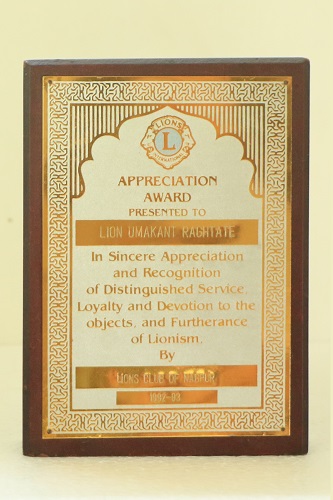 LIONS
L
INTERNATIONAL
APPRECIATION
AWARD
PRESENTED TO
LION UMAKANT RAGHTATE
In Sincere Appreciation
and Recognition
of Distinguished Service,
Loyalty and Devotion to the
objects, and Furtherance
of Lionism,
By
LIONS CLUB OF NAGPUR
1992-93